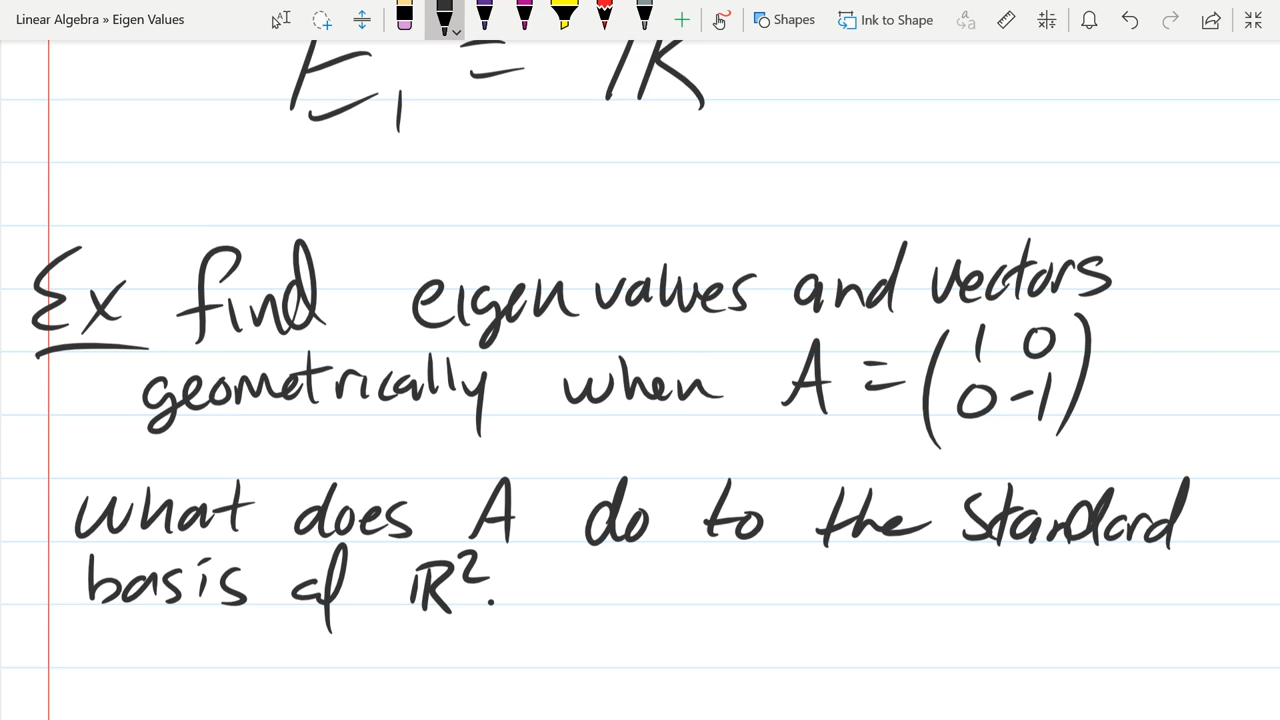 Linear Algebra » Eigen Values
Shapes
Ink to Shape
E₁ = ℝ
Ex find eigenvalues and vectors
geometrically when A = (1 0
0 -1)
what does A do to the standard
basis of ℝ².